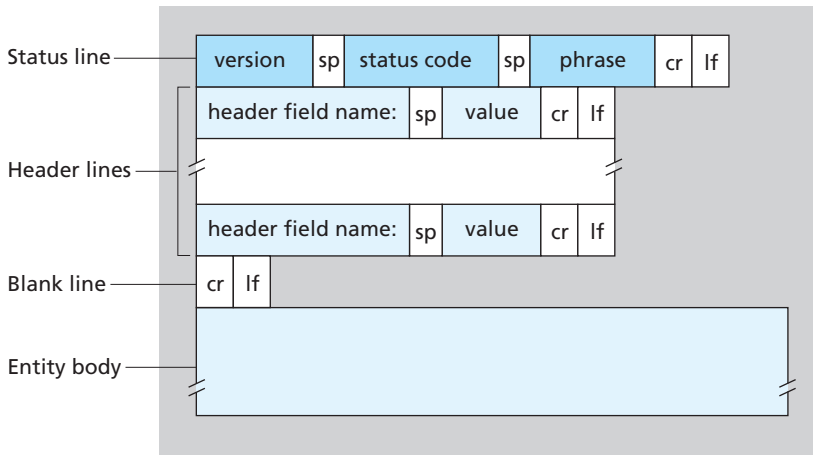 Status line
version sp status code sp phrase cr lf
header field name: sp value cr lf
Header lines
header field name: sp value cr lf
Blank line
cr lf
Entity body